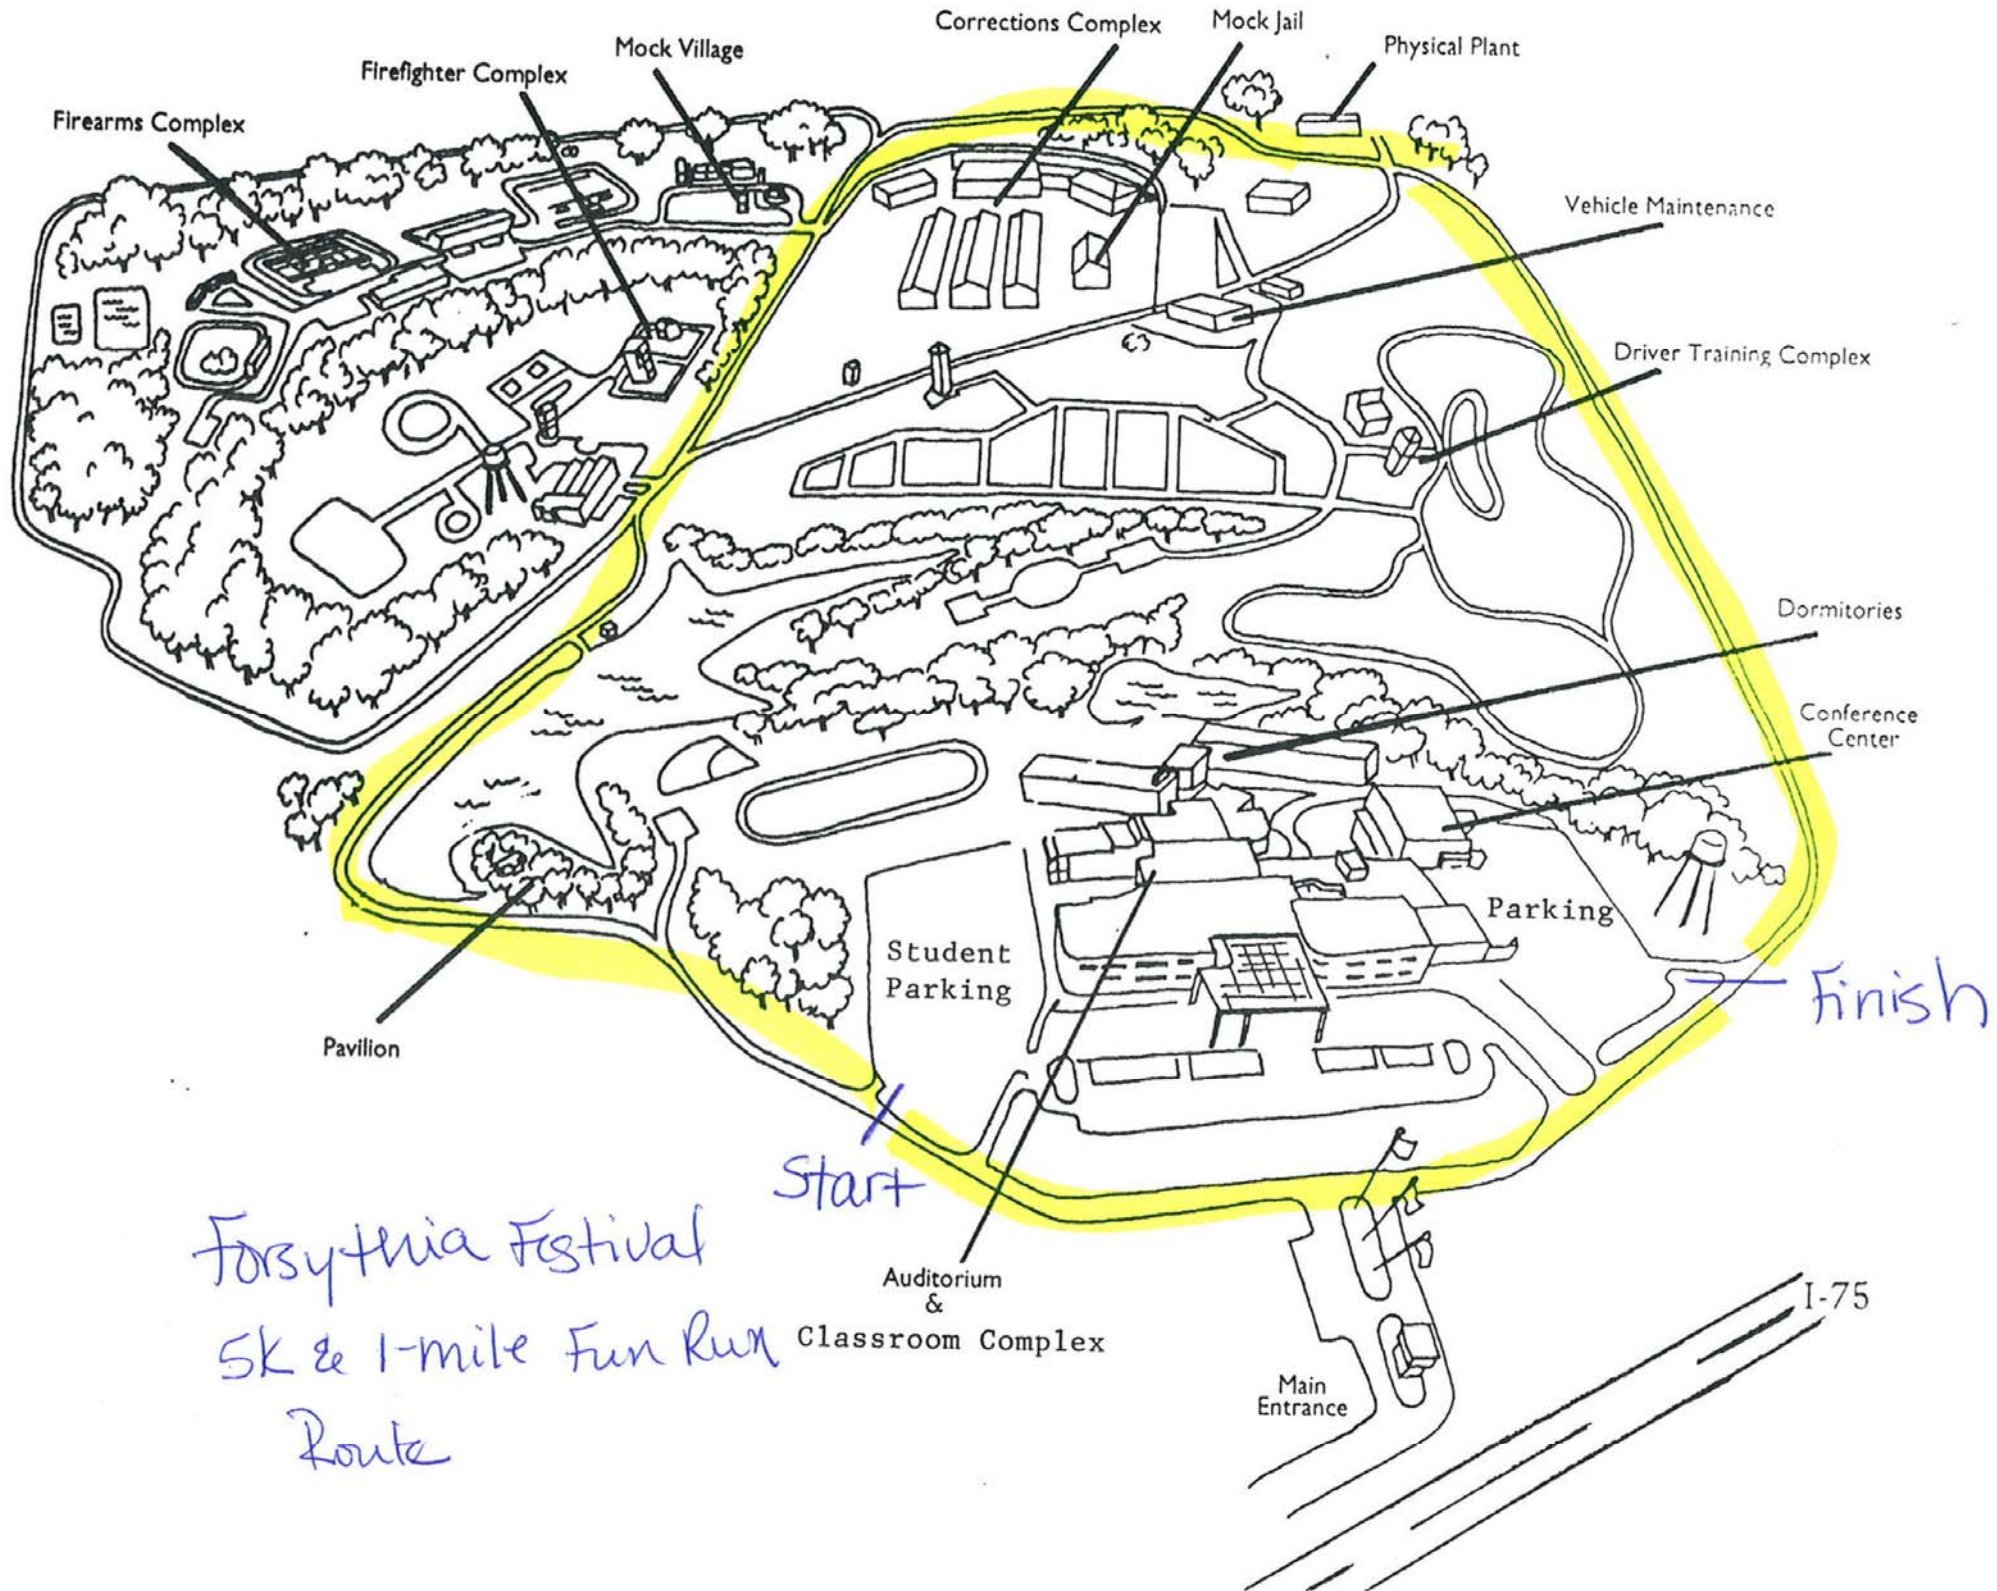 Corrections Complex
Mock Jail
Physical Plant
Mock Village
Firefighter Complex
Firearms Complex
Vehicle Maintenance
Driver Training Complex
Dormitories
Conference
Center
Parking
Student
Parking
Finish
Pavilion
Start
Forsythia Festival
5K & 1-mile Fun Run
Route
Auditorium
&
Classroom Complex
I-75
Main
Entrance